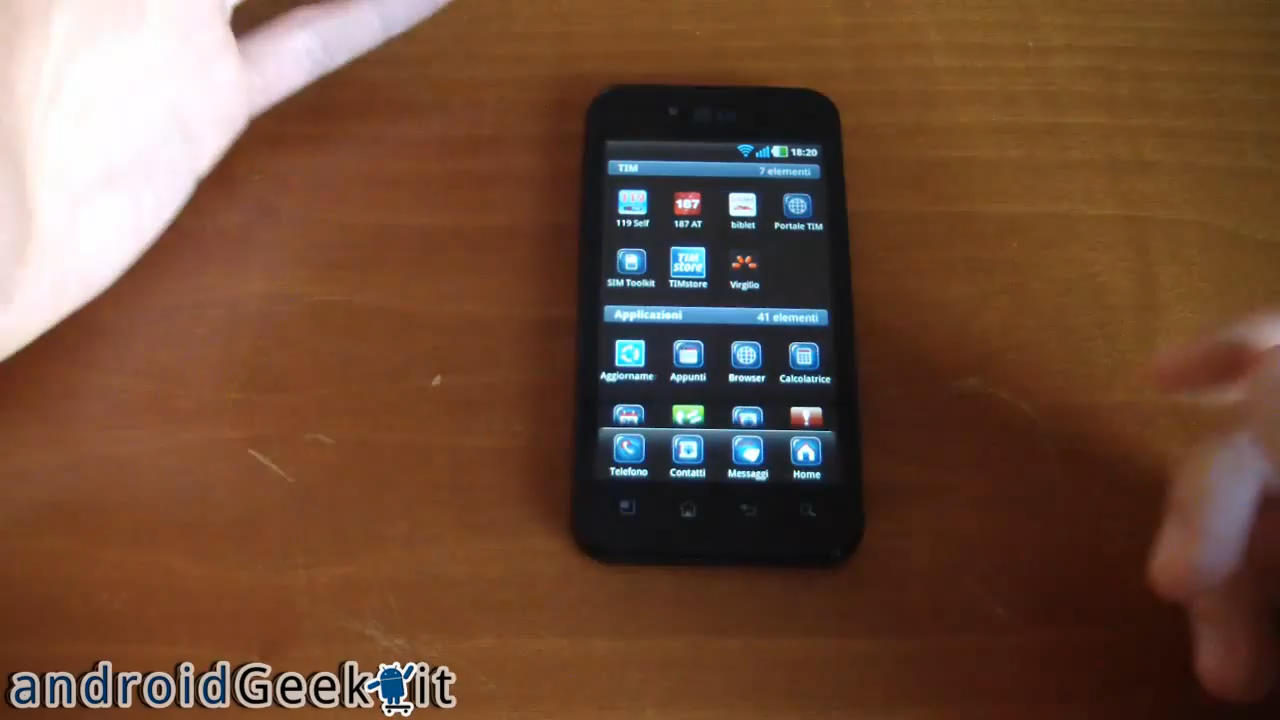 LG
18:20
TIM 7 elementi
119 Self 187 AT biblet Portale TIM
SIM Toolkit TIMstore Virgilio
Applicazioni 41 elementi
Aggiorname Appunti Browser Calcolatrice
Telefono Contatti Messaggi Home
androidGeek it